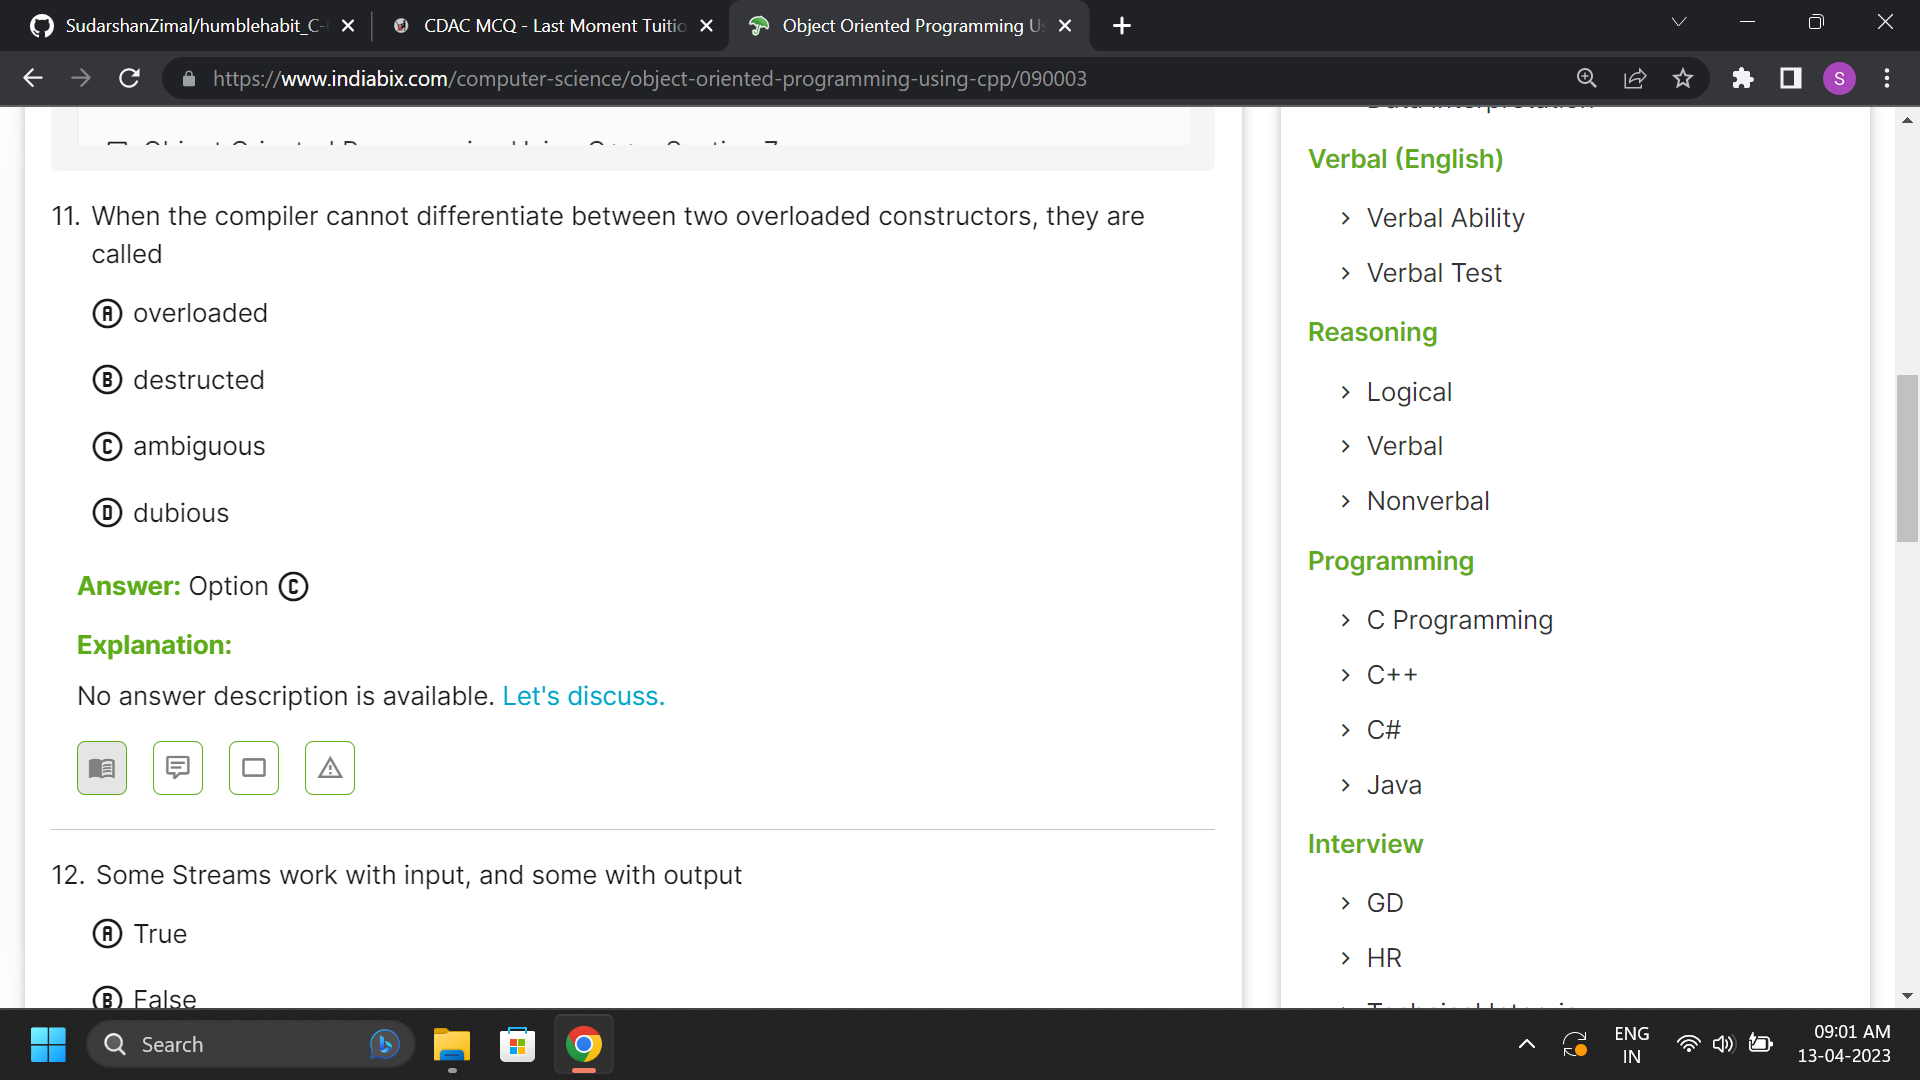 SudarshanZimal/humblehabit_C-
CDAC MCQ - Last Moment Tuitio
Object Oriented Programming U
https://www.indiabix.com/computer-science/object-oriented-programming-using-cpp/090003
S
11. When the compiler cannot differentiate between two overloaded constructors, they are
called
A overloaded
B destructed
C ambiguous
D dubious
Answer: Option C
Explanation:
No answer description is available. Let's discuss.
12. Some Streams work with input, and some with output
A True
B False
Verbal (English)
Verbal Ability
Verbal Test
Reasoning
Logical
Verbal
Nonverbal
Programming
C Programming
C++
C#
Java
Interview
GD
HR
Search
ENG
IN
09:01 AM
13-04-2023